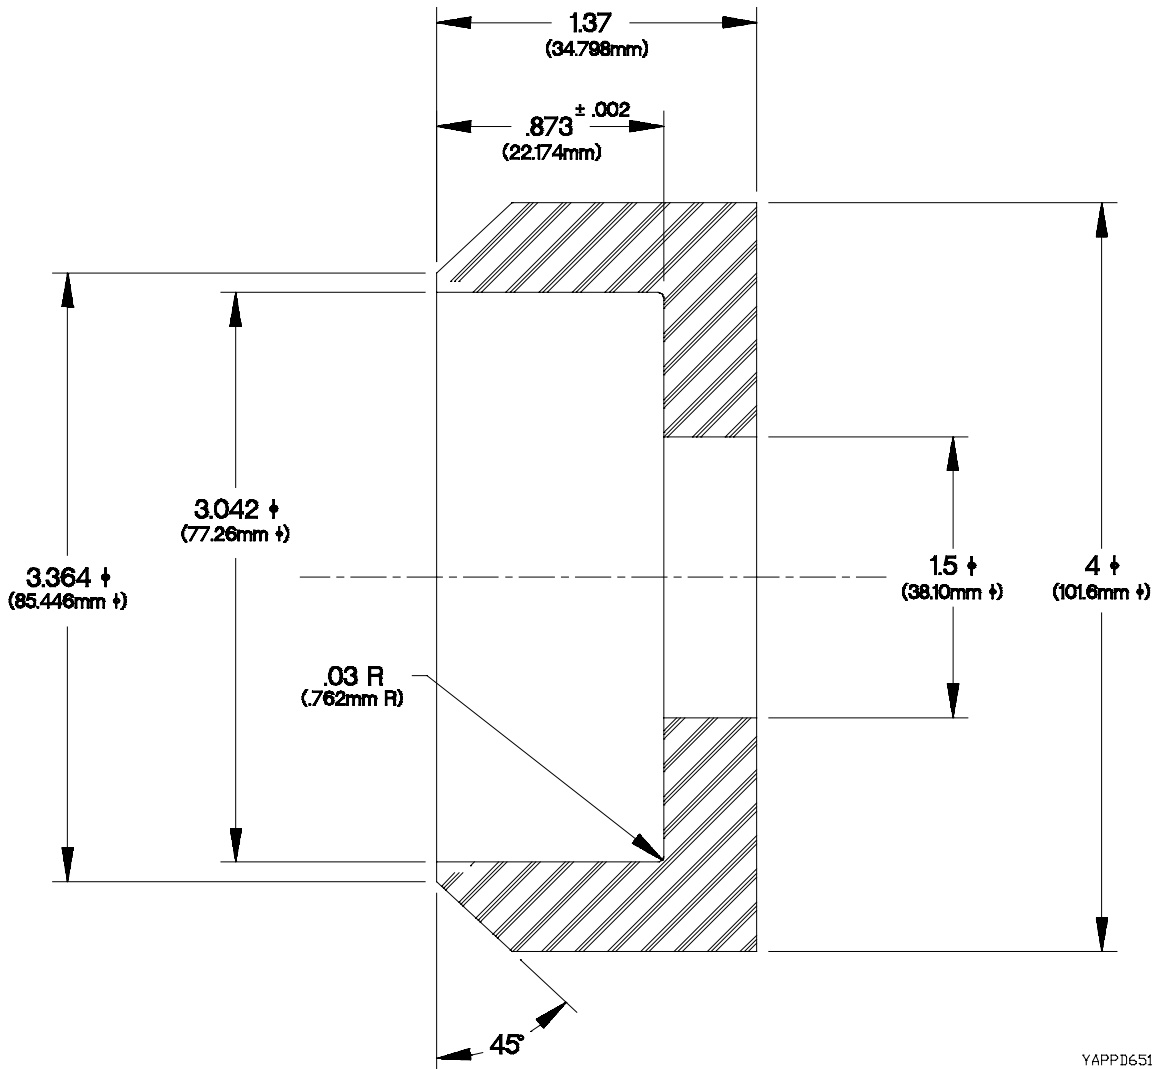 1.37
(34.798mm)
.873 ± .002
(22.174mm)
3.042 ϕ
(77.26mm ϕ)
3.364 ϕ
(85.446mm ϕ)
1.5 ϕ
(38.10mm ϕ)
4 ϕ
(101.6mm ϕ)
.03 R
(.762mm R)
45°
YAPPD651